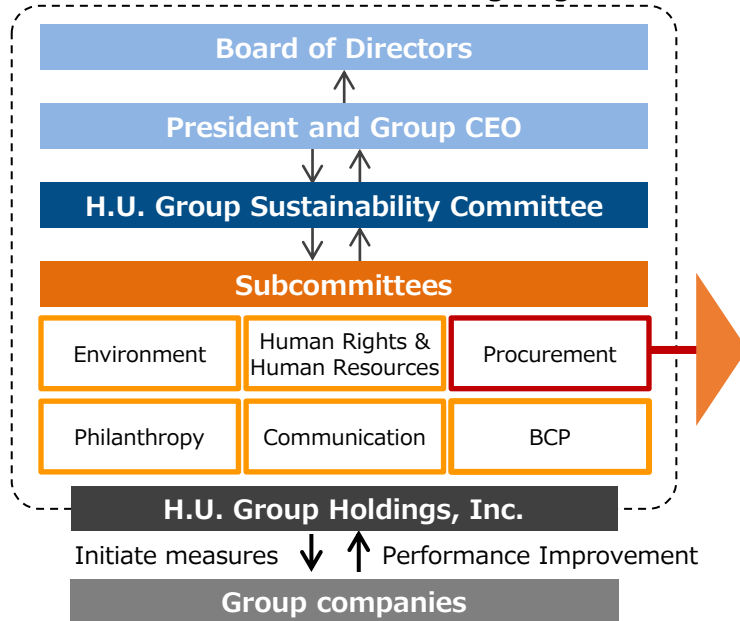 Board of Directors
President and Group CEO
H.U. Group Sustainability Committee
Subcommittees
Environment
Human Rights &
Human Resources
Procurement
Philanthropy
Communication
BCP
H.U. Group Holdings, Inc.
Initiate measures
Performance Improvement
Group companies